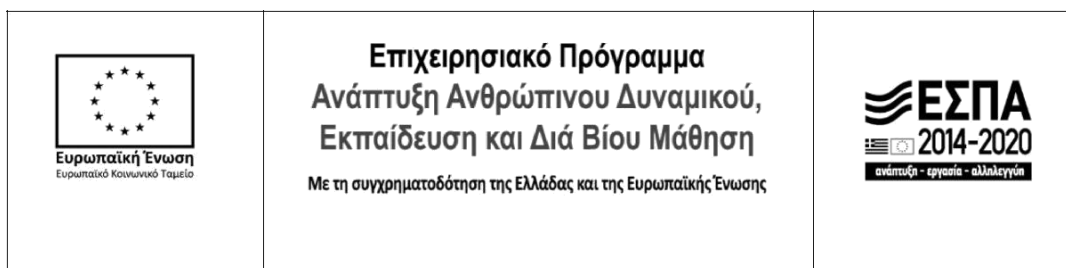 Ευρωπαϊκή Ένωση
Ευρωπαϊκό Κοινωνικό Ταμείο
Επιχειρησιακό Πρόγραμμα
Ανάπτυξη Ανθρώπινου Δυναμικού,
Εκπαίδευση και Διά Βίου Μάθηση
Με τη συγχρηματοδότηση της Ελλάδας και της Ευρωπαϊκής Ένωσης
ΕΣΠΑ
2014-2020
ανάπτυξη - εργασία - αλληλεγγύη